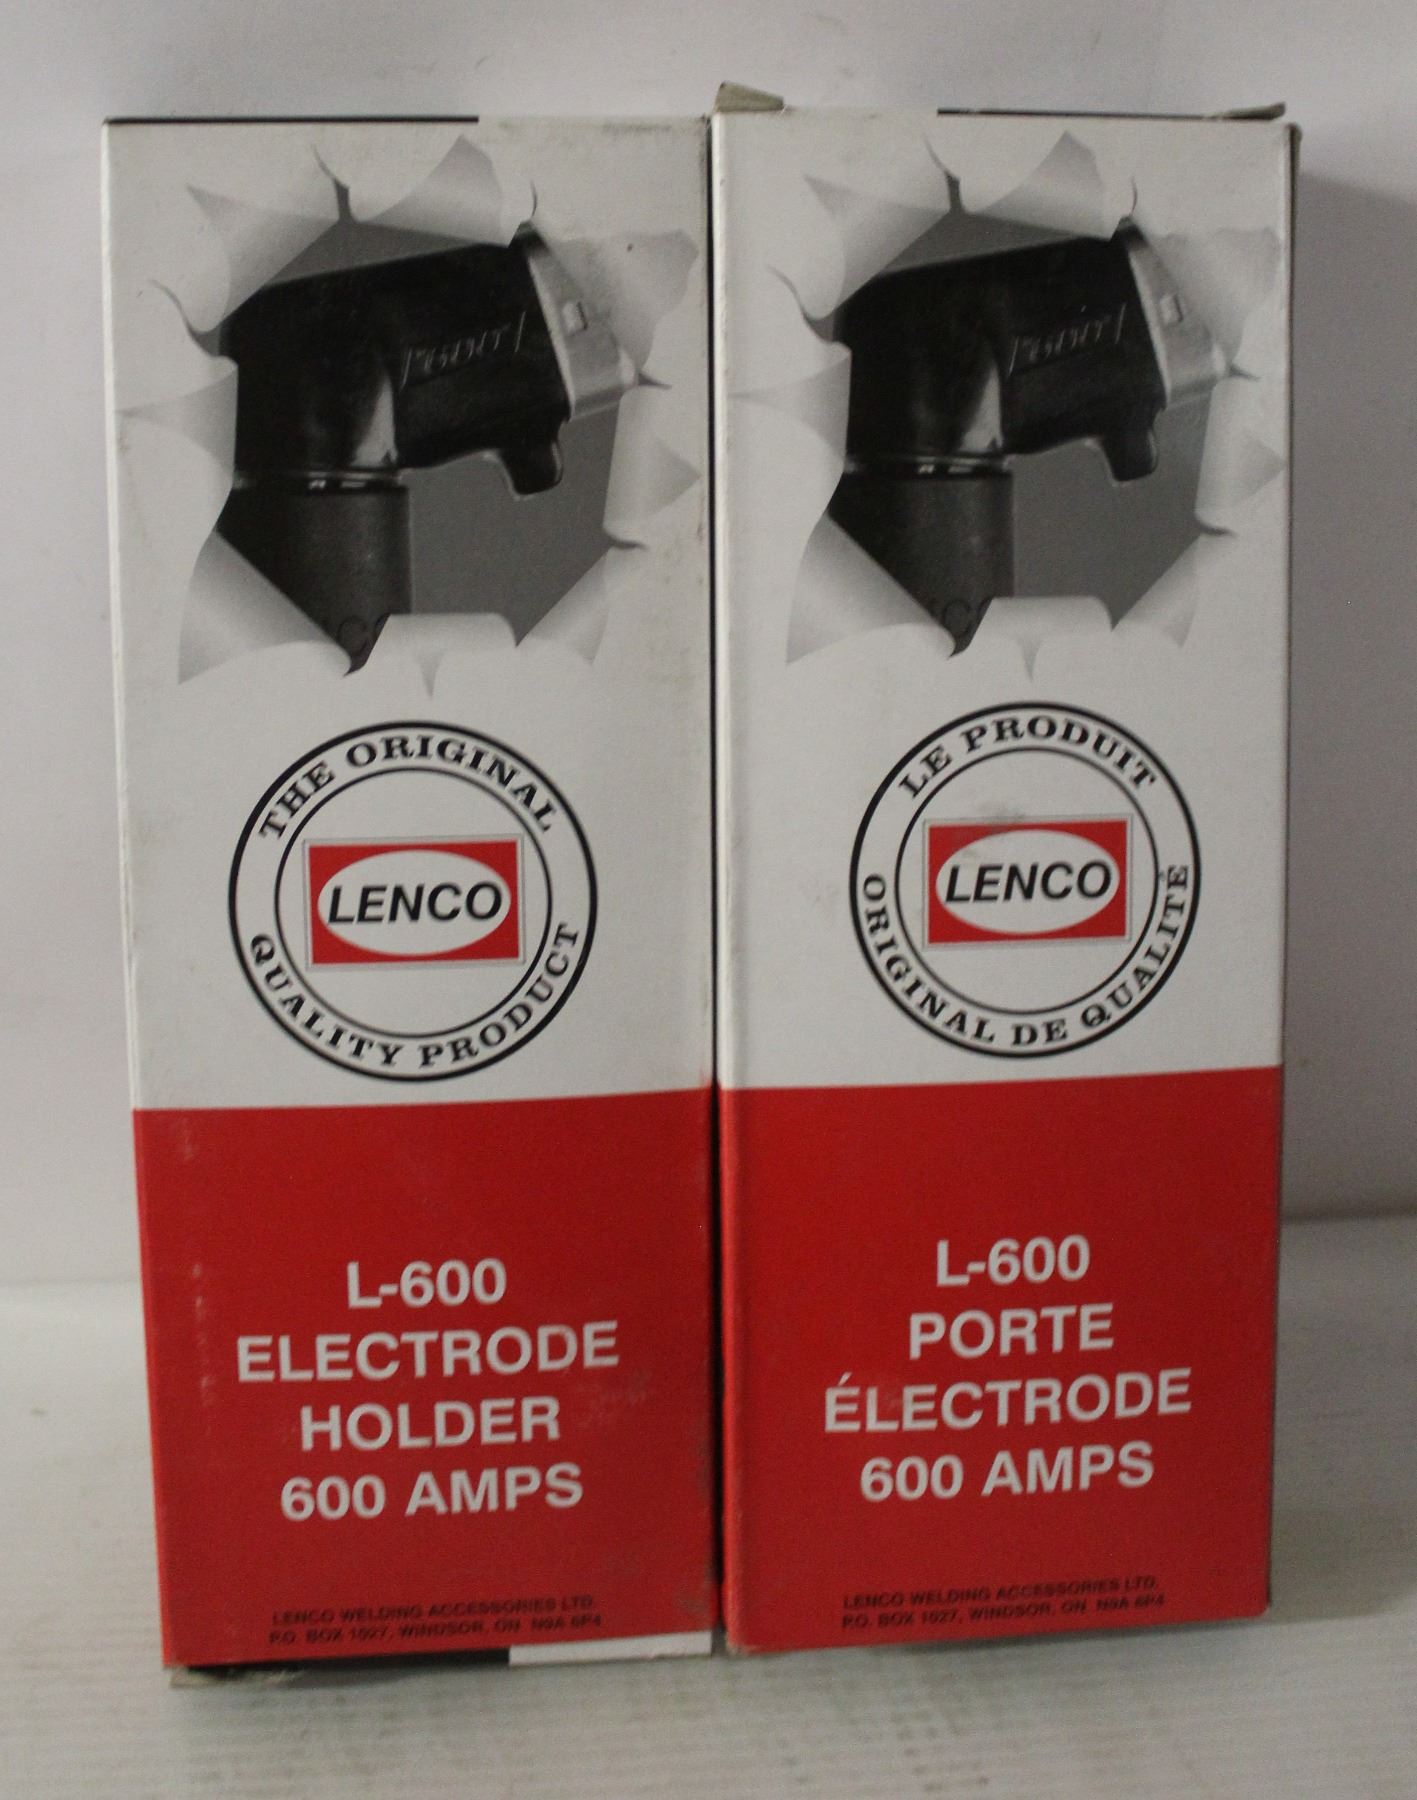 THE ORIGINAL
LENCO
QUALITY PRODUCT
L-600
ELECTRODE
HOLDER
600 AMPS
LENCO WELDING ACCESSORIES LTD.
P.O. BOX 1027, WINDSOR, ON N9A 6P4
LE PRODUIT
LENCO
ORIGINAL DE QUALITÉ
L-600
PORTE
ÉLECTRODE
600 AMPS
LENCO WELDING ACCESSORIES LTD.
P.O. BOX 1027, WINDSOR, ON N9A 6P4